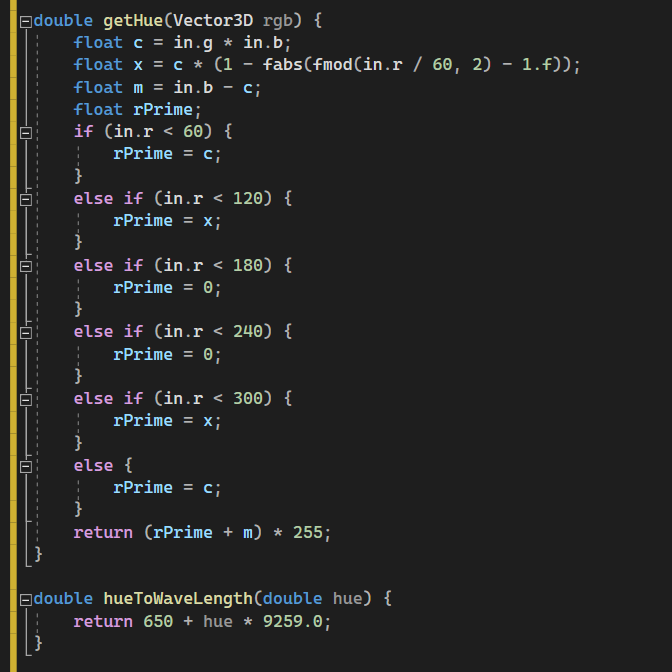 double getHue(Vector3D rgb) {
    float c = in.g * in.b;
    float x = c * (1 - fabs(fmod(in.r / 60, 2) - 1.f));
    float m = in.b - c;
    float rPrime;
    if (in.r < 60) {
        rPrime = c;
    }
    else if (in.r < 120) {
        rPrime = x;
    }
    else if (in.r < 180) {
        rPrime = 0;
    }
    else if (in.r < 240) {
        rPrime = 0;
    }
    else if (in.r < 300) {
        rPrime = x;
    }
    else {
        rPrime = c;
    }
    return (rPrime + m) * 255;
}

double hueToWaveLength(double hue) {
    return 650 + hue * 9259.0;
}